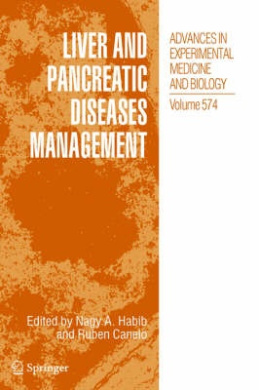 LIVER AND
PANCREATIC
DISEASES
MANAGEMENT
ADVANCES IN
EXPERIMENTAL
MEDICINE
AND BIOLOGY
Volume 574
Edited by Nagy A. Habib
and Ruben Canelo
Springer